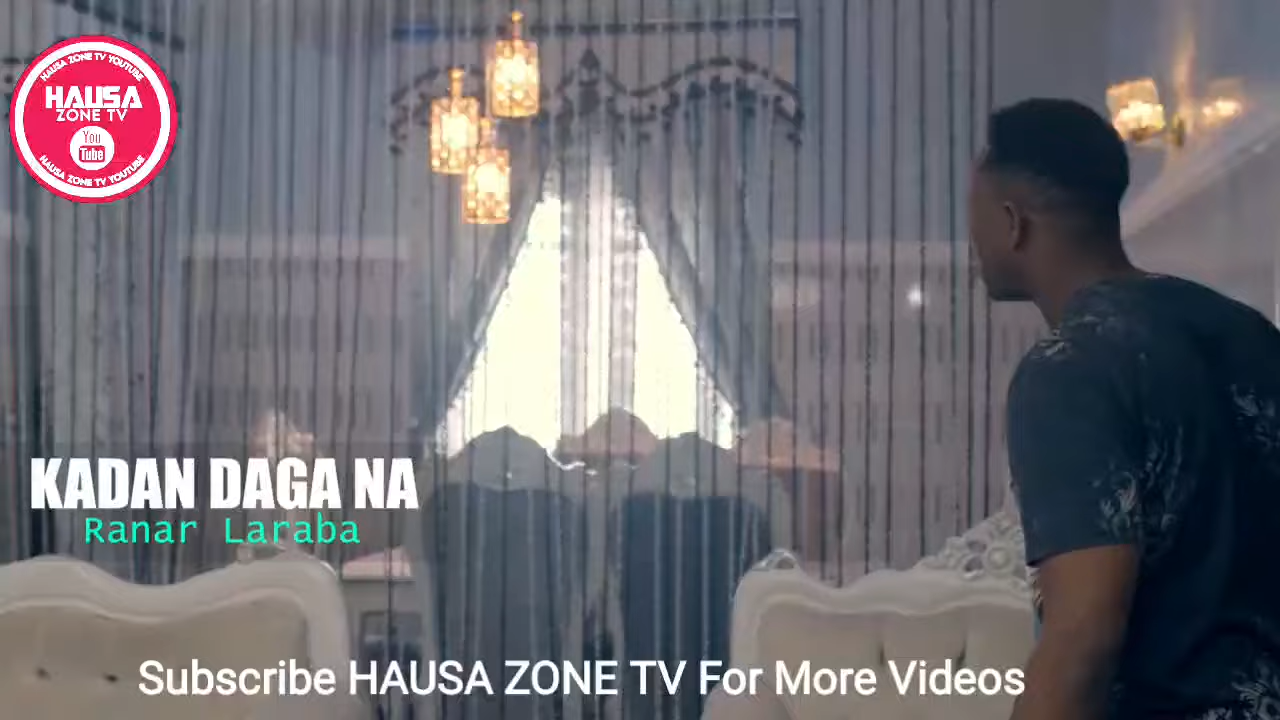 HAUSA ZONE TV YOUTUBE
HAUSA
ZONE TV
You
Tube
HAUSA ZONE TV YOUTUBE
KADAN DAGA NA
Ranar Laraba
Subscribe HAUSA ZONE TV For More Videos